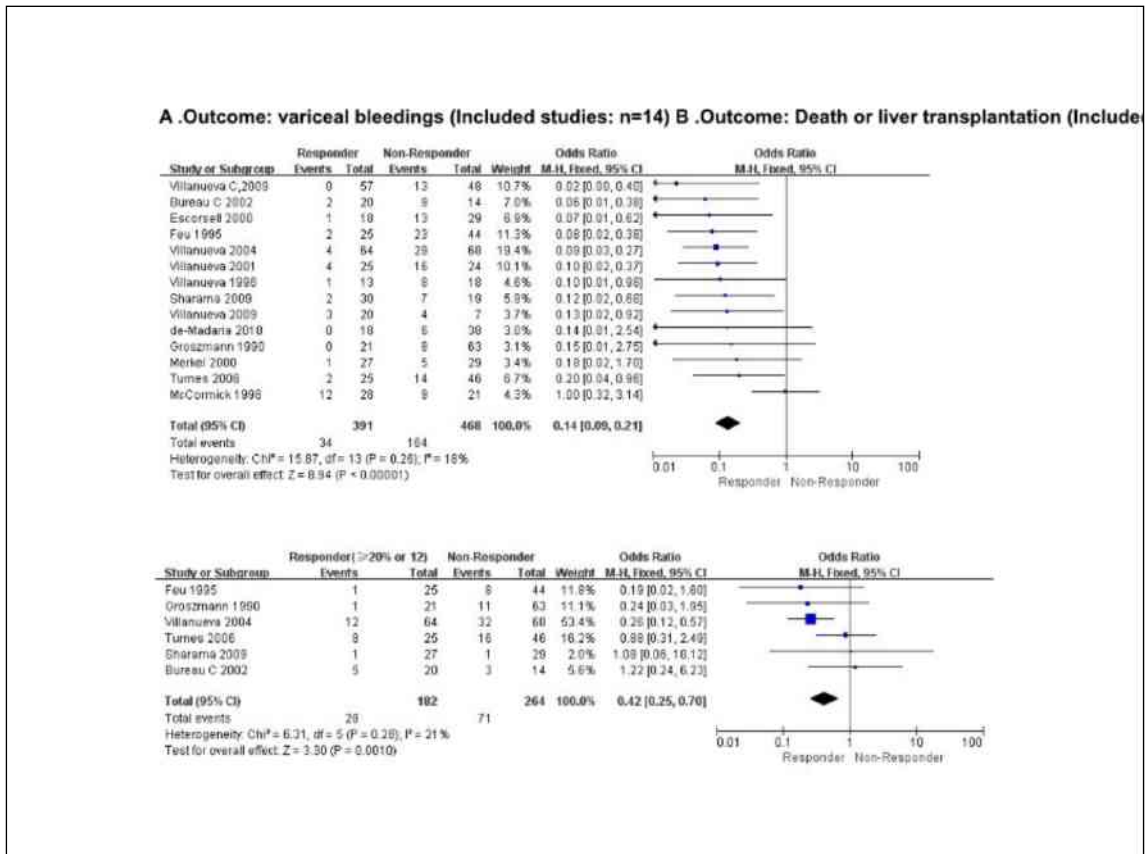 A .Outcome: variceal bleedings (Included studies: n=14) B .Outcome: Death or liver transplantation (Include
Responder Non-Responder Odds Ratio Odds Ratio
Study or Subgroup Events Total Events Total Weight M-H, Fixed, 95% CI M-H, Fixed, 95% CI
Villanueva C,2009 0 57 13 48 10.7% 0.02 [0.00, 0.40]
Bureau C 2002 2 20 9 14 7.0% 0.06 [0.01, 0.38]
Escorsell 2000 1 18 13 29 6.9% 0.07 [0.01, 0.62]
Feu 1995 2 25 23 44 11.3% 0.08 [0.02, 0.38]
Villanueva 2004 4 64 29 68 19.4% 0.09 [0.03, 0.27]
Villanueva 2001 4 25 16 24 10.1% 0.10 [0.02, 0.37]
Villanueva 1996 1 13 8 18 4.6% 0.10 [0.01, 0.96]
Sharama 2009 2 30 7 19 5.9% 0.12 [0.02, 0.66]
Villanueva 2009 3 20 4 7 3.7% 0.13 [0.02, 0.92]
de-Madaria 2010 0 18 6 38 3.0% 0.14 [0.01, 2.54]
Groszmann 1990 0 21 8 63 3.1% 0.15 [0.01, 2.75]
Merkel 2000 1 27 5 29 3.4% 0.18 [0.02, 1.70]
Turnes 2006 2 25 14 46 6.7% 0.20 [0.04, 0.96]
McCormick 1998 12 28 9 21 4.3% 1.00 [0.32, 3.14]
Total (95% CI) 391 468 100.0% 0.14 [0.09, 0.21]
Total events 34 164
Heterogeneity: Chi² = 15.87, df = 13 (P = 0.26); I² = 18%
Test for overall effect: Z = 8.94 (P < 0.00001)
0.01 0.1 1 10 100
Responder Non-Responder
Responder(≥20% or 12) Non-Responder Odds Ratio Odds Ratio
Study or Subgroup Events Total Events Total Weight M-H, Fixed, 95% CI M-H, Fixed, 95% CI
Feu 1995 1 25 8 44 11.8% 0.19 [0.02, 1.60]
Groszmann 1990 1 21 11 63 11.1% 0.24 [0.03, 1.95]
Villanueva 2004 12 64 32 68 53.4% 0.26 [0.12, 0.57]
Turnes 2006 8 25 16 46 16.2% 0.88 [0.31, 2.49]
Sharama 2009 1 27 1 29 2.0% 1.08 [0.06, 18.12]
Bureau C 2002 5 20 3 14 5.6% 1.22 [0.24, 6.23]
Total (95% CI) 182 264 100.0% 0.42 [0.25, 0.70]
Total events 28 71
Heterogeneity: Chi² = 6.31, df = 5 (P = 0.28); I² = 21%
Test for overall effect: Z = 3.30 (P = 0.0010)
0.01 0.1 1 10 100
Responder Non-Responder